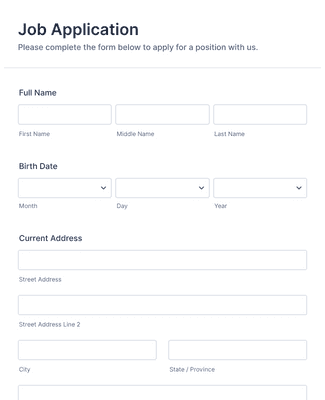 Job Application
Please complete the form below to apply for a position with us.
Full Name
First Name Middle Name Last Name
Birth Date
Month Day Year
Current Address
Street Address
Street Address Line 2
City State / Province